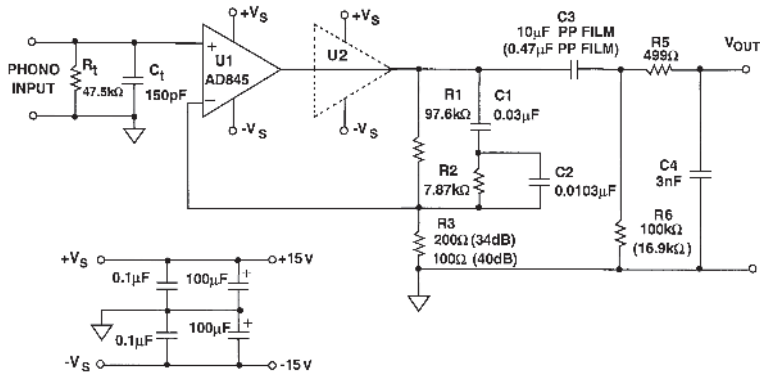 +VS
+VS
C3
10μF PP FILM
(0.47μF PP FILM)
R5
499Ω
VOUT
PHONO
INPUT
Rt
47.5kΩ
Ct
150pF
+
U1
AD845
−
U2
-VS
-VS
R1
97.6kΩ
C1
0.03μF
R2
7.87kΩ
C2
0.0103μF
C4
3nF
R3
200Ω (34dB)
100Ω (40dB)
R6
100kΩ
(16.9kΩ)
+VS
+15V
0.1μF
100μF
+
0.1μF
100μF
+
-VS
-15V